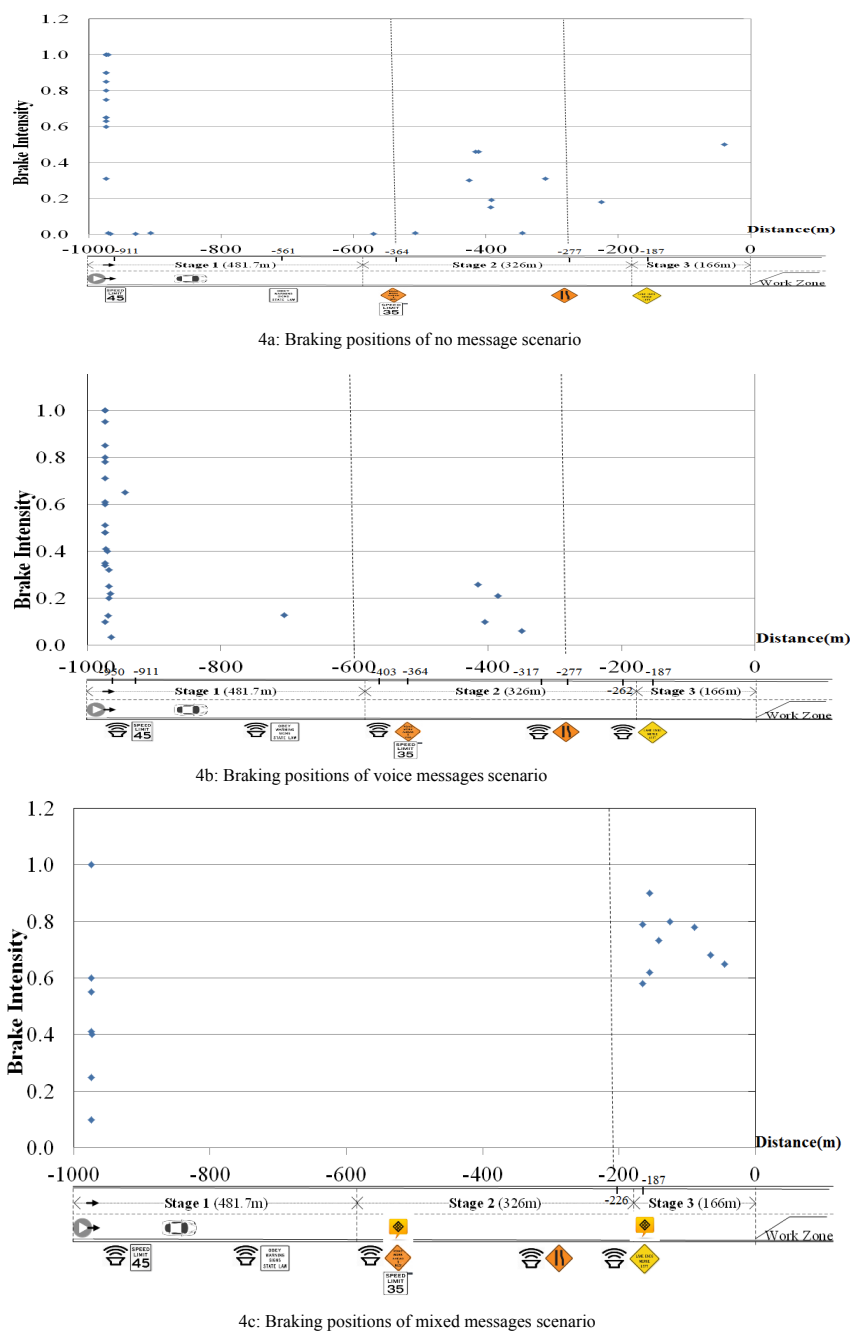 1.2
1.0
0.8
0.6
0.4
0.2
0.0
Brake Intensity
Distance(m)
-1000 -800 -600 -400 -200 0
-911 -561 -364 -277 -187
Stage 1 (481.7m) Stage 2 (326m) Stage 3 (166m)
Work Zone
SPEED LIMIT 45
OBEY WARNING SIGNS STATE LAW
SPEED LIMIT 35
4a: Braking positions of no message scenario
1.0
0.8
0.6
0.4
0.2
0.0
Brake Intensity
Distance(m)
-1000 -800 -600 -400 -200 0
-950 -911 -403 -364 -317 -277 -262 -187
Stage 1 (481.7m) Stage 2 (326m) Stage 3 (166m)
Work Zone
SPEED LIMIT 45
OBEY WARNING SIGNS STATE LAW
SPEED LIMIT 35
4b: Braking positions of voice messages scenario
1.2
1.0
0.8
0.6
0.4
0.2
0.0
Brake Intensity
Distance(m)
-1000 -800 -600 -400 -200 0
-226 -187
Stage 1 (481.7m) Stage 2 (326m) Stage 3 (166m)
Work Zone
SPEED LIMIT 45
OBEY WARNING SIGNS STATE LAW
SPEED LIMIT 35
4c: Braking positions of mixed messages scenario